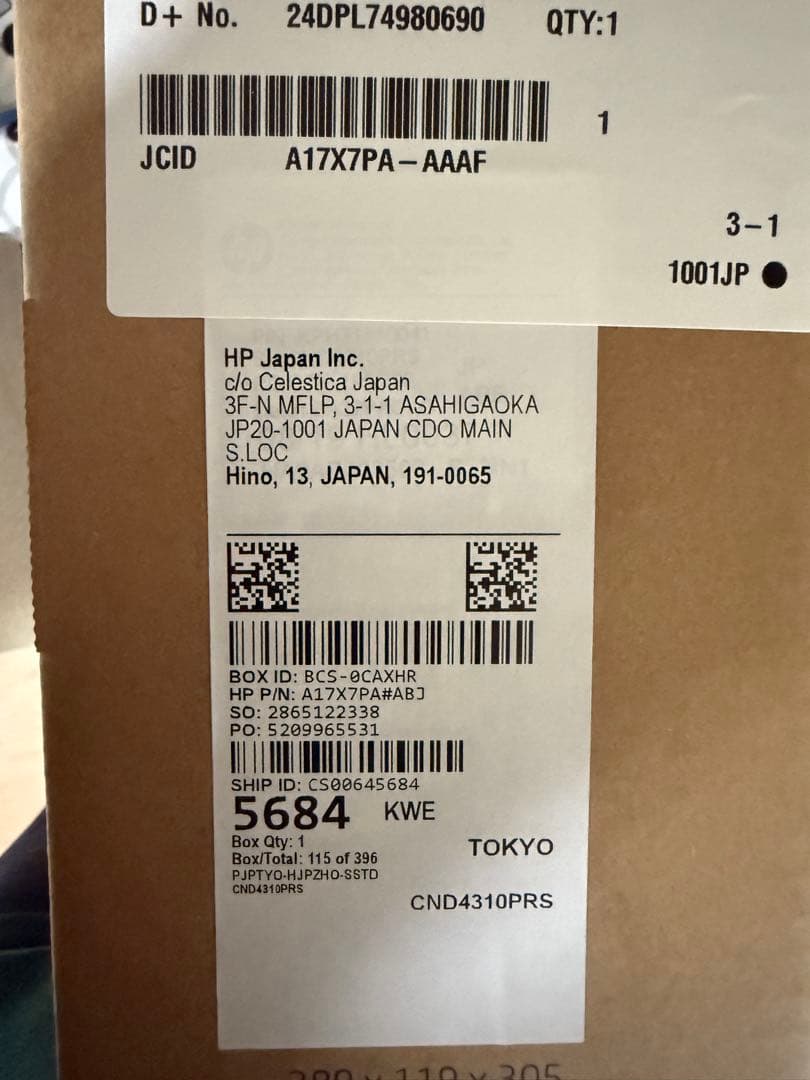 D+ No. 24DPL74980690 QTY:1
1
JCID A17X7PA-AAAF
3-1
1001JP
HP Japan Inc.
c/o Celestica Japan
3F-N MFLP, 3-1-1 ASAHIGAOKA
JP20-1001 JAPAN CDO MAIN
S.LOC
Hino, 13, JAPAN, 191-0065
BOX ID: BCS-0CAXHR
HP P/N: A17X7PA#ABJ
SO: 2865122338
PO: 5209965531
SHIP ID: CS00645684
5684 KWE
Box Qty: 1
TOKYO
Box/Total: 115 of 396
PJPTYO-HJPZHO-SSTD
CND4310PRS
CND4310PRS